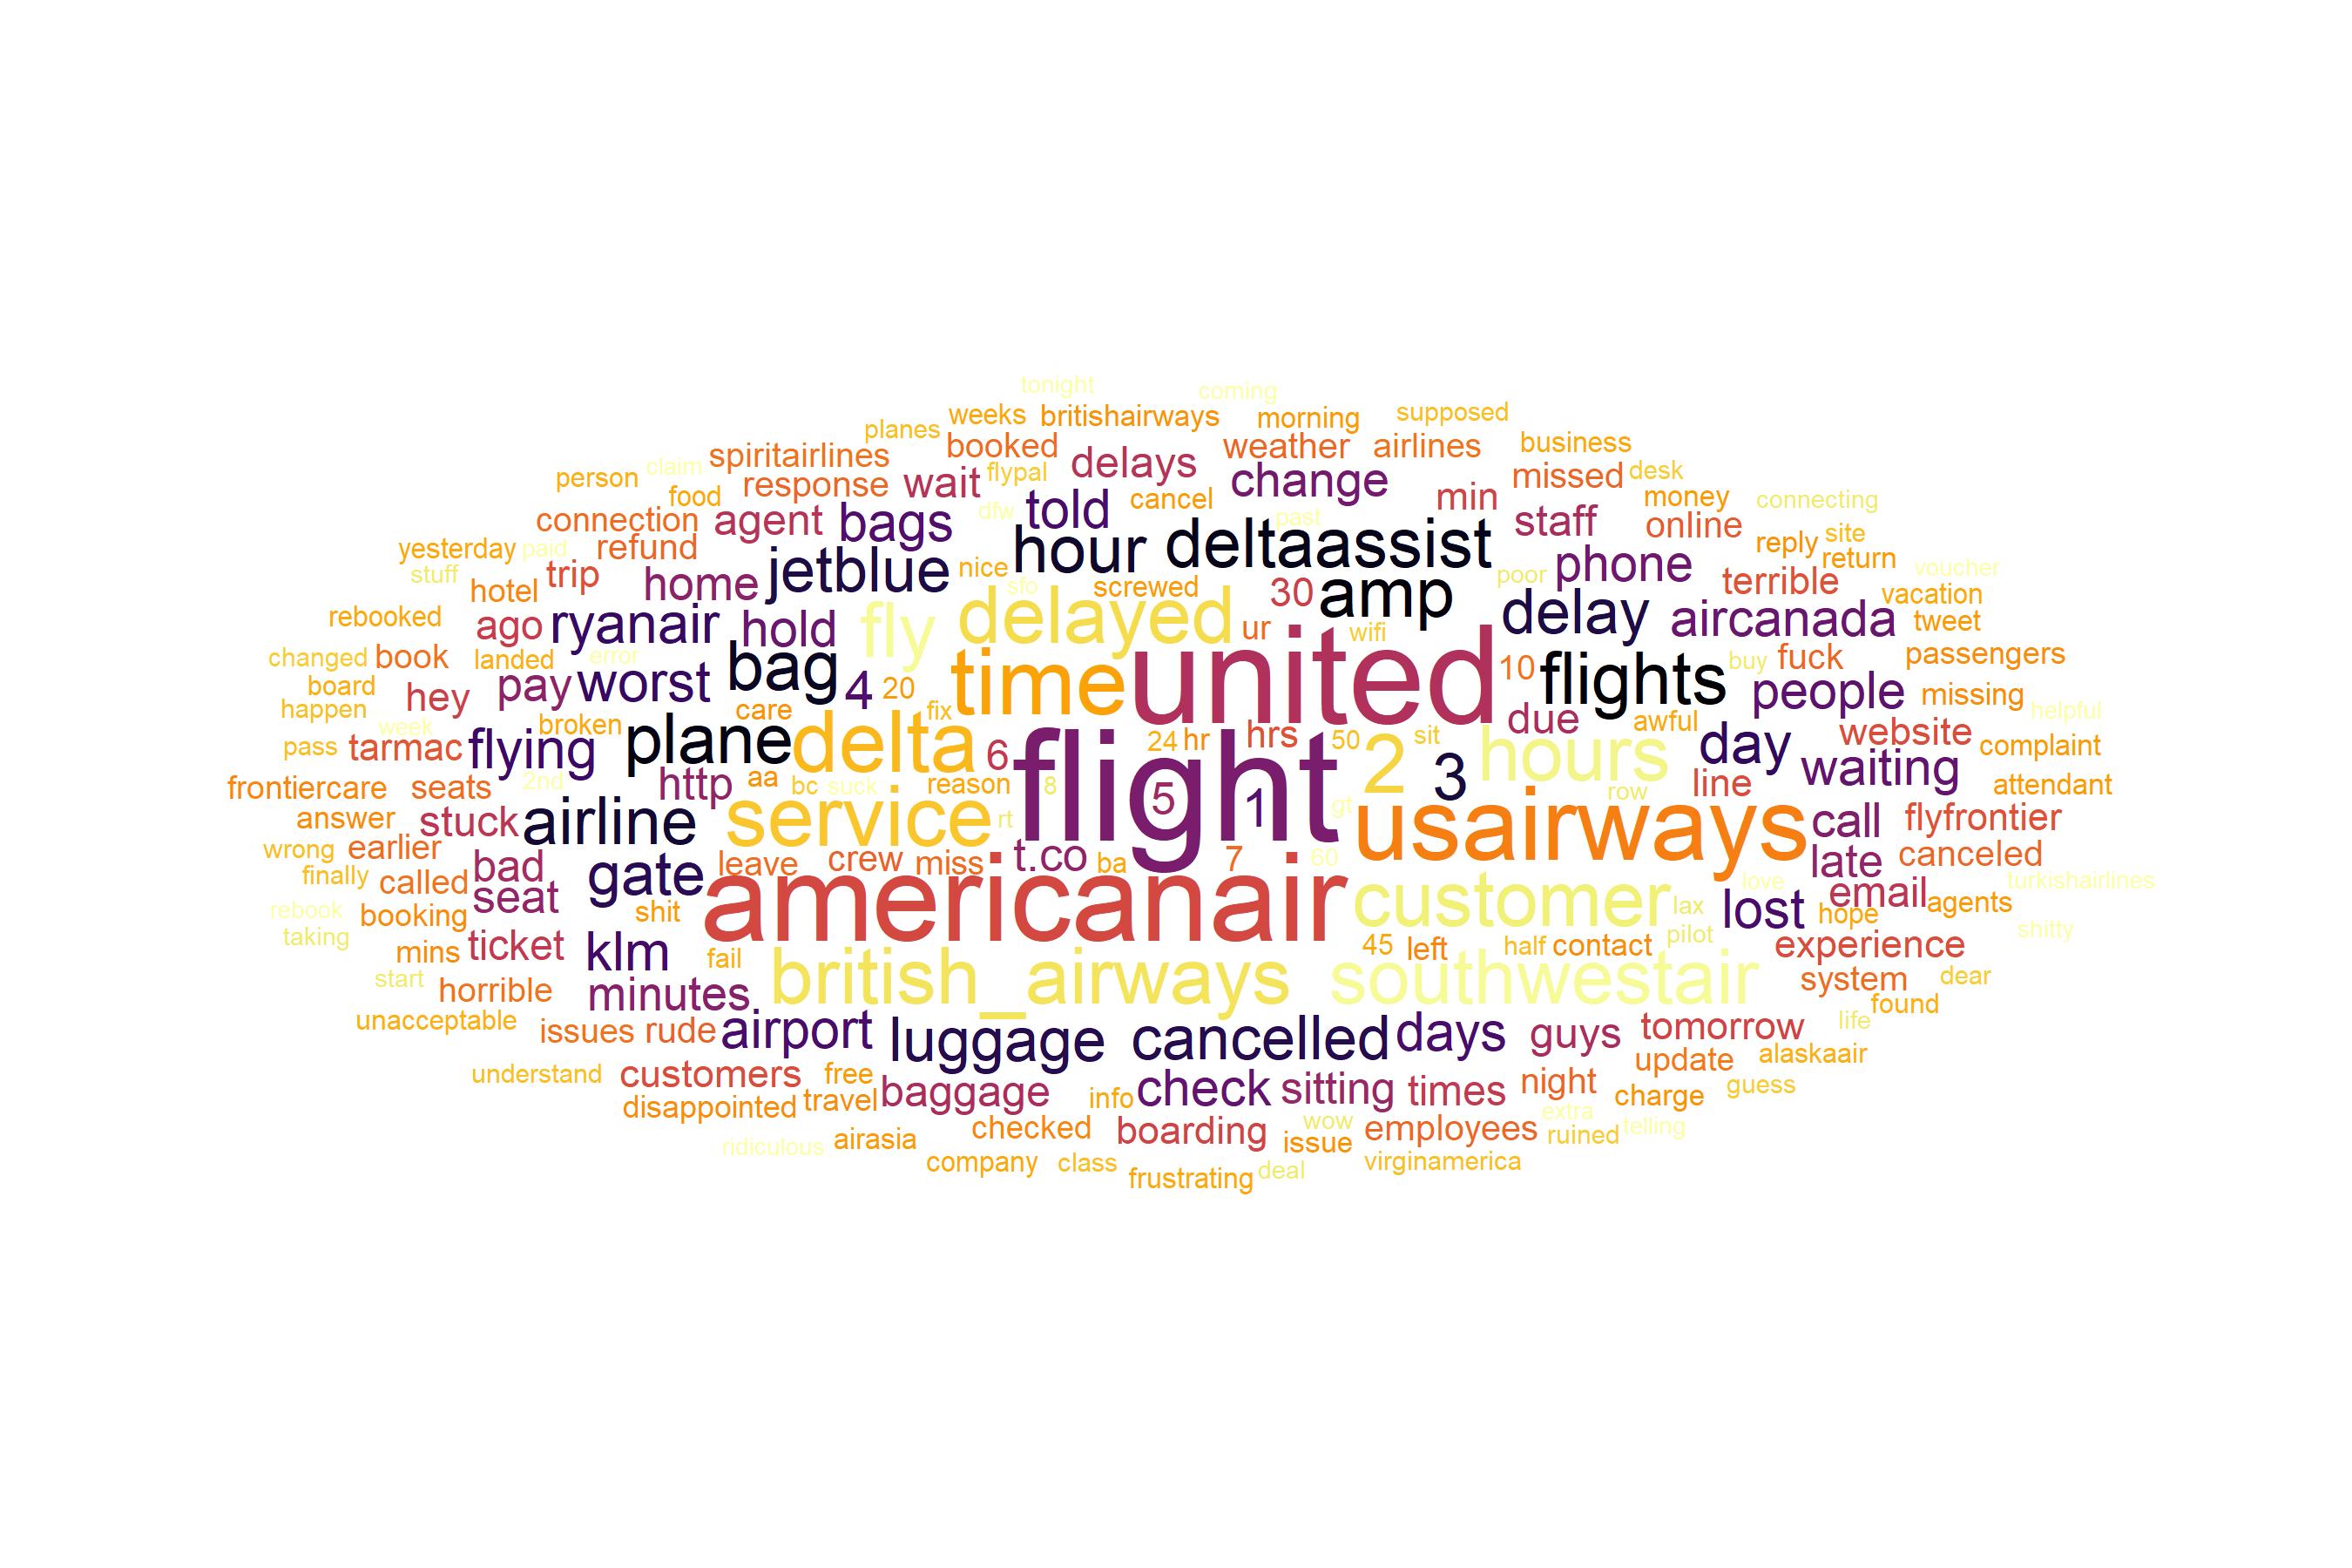 tonight coming
weeks britishairways morning supposed
planes booked weather airlines business
spiritairlines delays
person claim flypal missed desk
food response wait change min money connecting
connection agent bags dfw told cancel past staff online site
yesterday paid refund hour deltaassist reply return
stuff trip home jetblue nice sfo screwed 30 amp poor phone terrible voucher
hotel vacation
rebooked ago ryanair hold fly delayed ur wifi delay aircanada tweet
changed book landed error bag time united 10 flights buy fuck passengers
board hey pay worst 4 20 people missing
happen care fix due awful helpful
week broken
pass tarmac flying plane delta 6 24 hr hrs 50 2 sit hours day website complaint
frontiercare seats 2nd http aa bc suck reason 8 flight 3 row line waiting attendant
answer stuck airline service rt 5 1 gt usairways call flyfrontier
wrong earlier bad leave crew miss t.co ba 7 60 late canceled
finally called seat gate americanair customer love email turkishairlines
rebook booking shit lax lost hope agents
taking mins ticket klm fail 45 left half contact pilot experience shitty
start horrible minutes british_airways southwestair system dear
found
unacceptable issues rude airport luggage cancelled days guys tomorrow life
understand customers free update alaskaair
disappointed travel baggage info check sitting times night charge guess
checked boarding wow employees extra
ridiculous airasia issue ruined telling
company class frustrating deal virginamerica